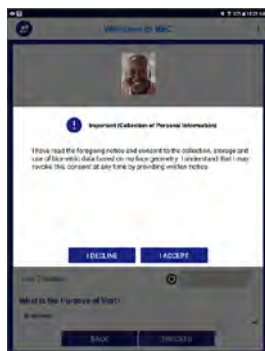 Welcome to MEC
Important (Collection of Personal Information)
I have read the foregoing notice and consent to the collection, storage and
use of biometric data based on my face geometry. I understand that I may
revoke this consent at any time by providing written notice.
I DECLINE
I ACCEPT
What is the Purpose of Visit?
BACK
PROCEED